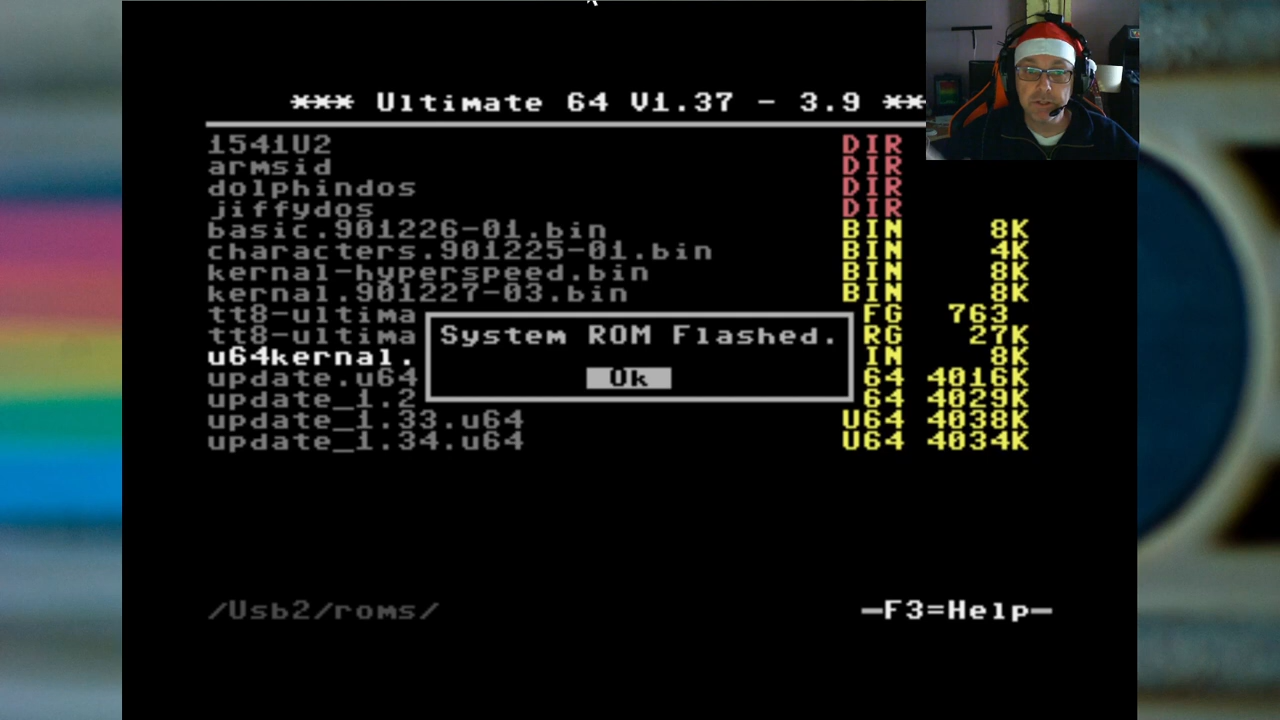 *** Ultimate 64 V1.37 - 3.9 **
1541U2 DIR
armsid DIR
dolphindos DIR
jiffydos DIR
basic.901226-01.bin BIN 8K
characters.901225-01.bin BIN 4K
kernal-hyperspeed.bin BIN 8K
kernal.901227-03.bin BIN 8K
tt8-ultima FG 763
tt8-ultima RG 27K
u64kernal. IN 8K
update.u64 64 4016K
update_1.2 64 4029K
update_1.33.u64 U64 4038K
update_1.34.u64 U64 4034K
System ROM Flashed.
Ok
/Usb2/roms/ —F3=Help—